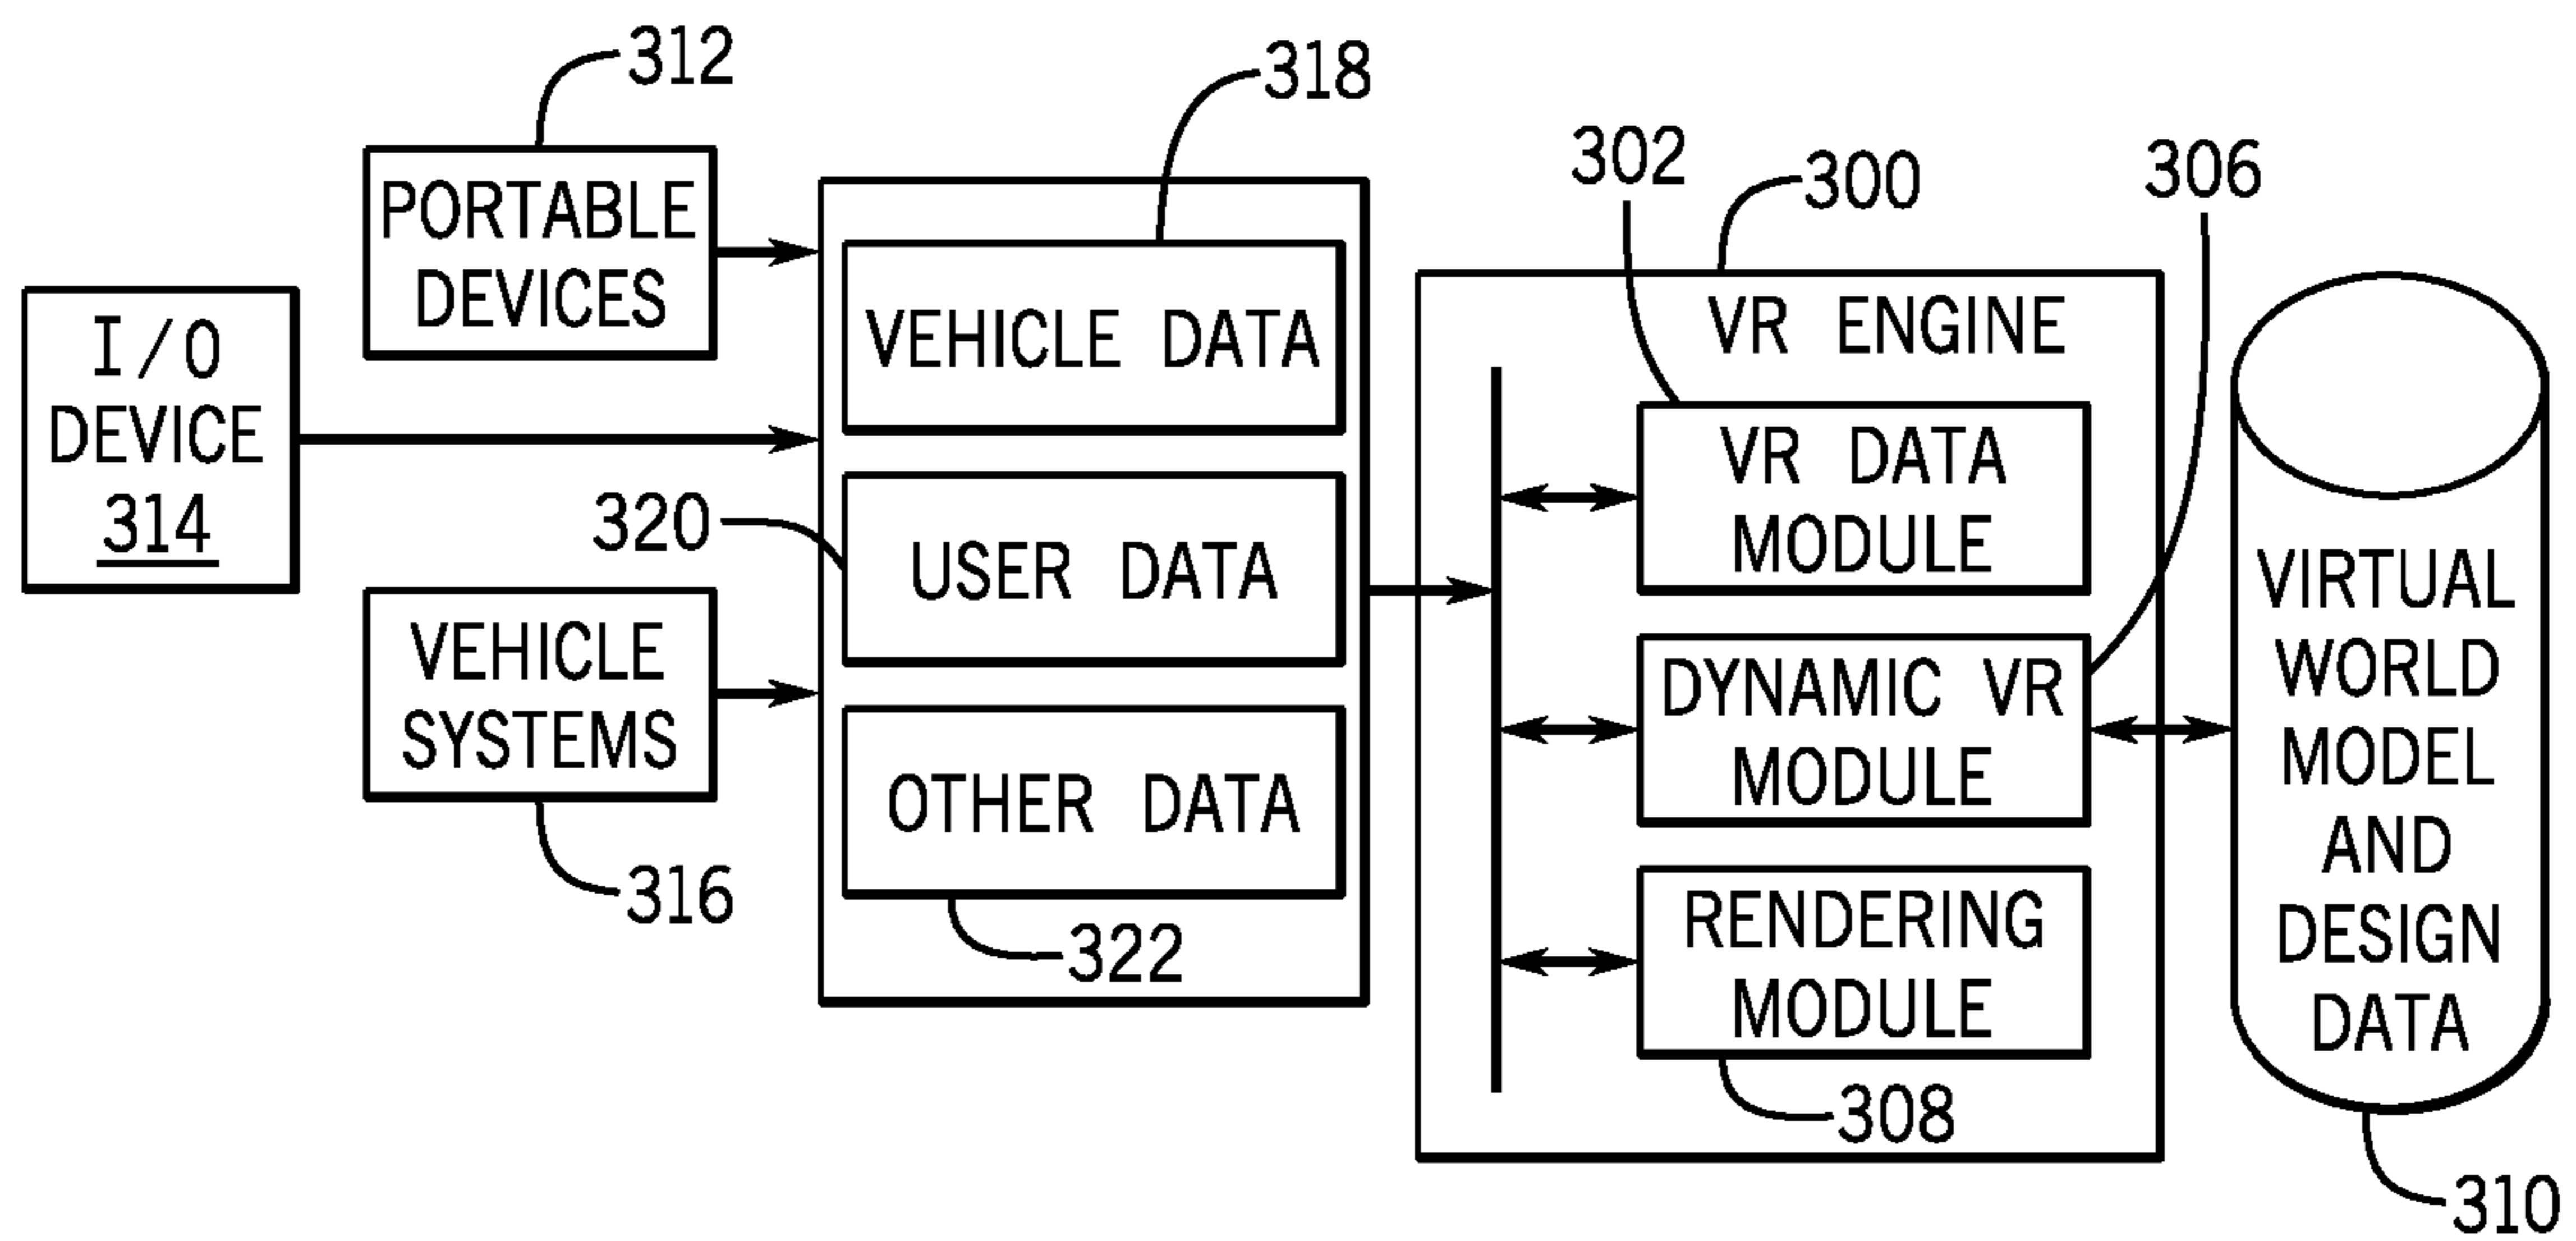 312
PORTABLE
DEVICES
I/O
DEVICE
314
VEHICLE
SYSTEMS
316
318
VEHICLE DATA
320
USER DATA
OTHER DATA
322
300
VR ENGINE
302
VR DATA
MODULE
306
DYNAMIC VR
MODULE
RENDERING
MODULE
308
VIRTUAL
WORLD
MODEL
AND
DESIGN
DATA
310